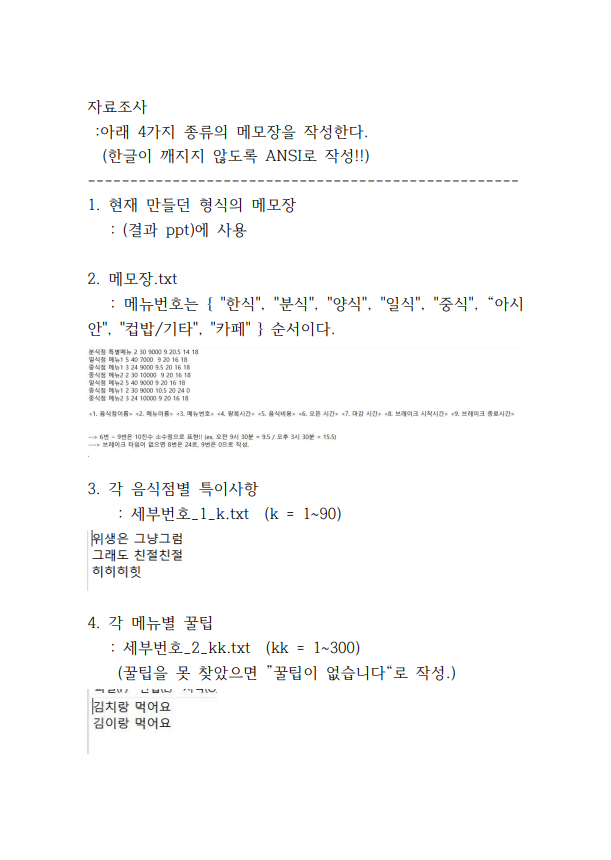 자료조사
:아래 4가지 종류의 메모장을 작성한다.
(한글이 깨지지 않도록 ANSI로 작성!!)
----------------------------------------------------
1. 현재 만들던 형식의 메모장
: (결과 ppt)에 사용
2. 메모장.txt
: 메뉴번호는 { "한식", "분식", "양식", "일식", "중식", “아시
안", "컵밥/기타", "카페" } 순서이다.
분식점 특별메뉴 2 30 9000 9 20.5 14 18
일식점 메뉴1 5 40 7000 9 20 16 18
중식점 메뉴1 3 24 9000 9.5 20 16 18
중식점 메뉴2 2 30 10000 9 20 16 18
일식점 메뉴2 5 40 9000 9 20 16 18
중식점 메뉴1 2 30 9000 10.5 20 24 0
중식점 메뉴2 3 24 10000 9 20 16 18
<1. 음식점이름> <2. 메뉴이름> <3. 메뉴번호> <4. 왕복시간> <5. 음식비용> <6. 오픈 시간> <7. 마감 시간> <8. 브레이크 시작시간> <9. 브레이크 종료시간>
--> 6번 ~ 9번은 10진수 소수점으로 표현!! (ex. 오전 9시 30분 = 9.5 / 오후 3시 30분 = 15.5)
---> 브레이크 타임이 없으면 8번은 24로, 9번은 0으로 작성.
3. 각 음식점별 특이사항
: 세부번호_1_k.txt (k = 1~90)
위생은 그냥그럼
그래도 친절친절
히히히힛
4. 각 메뉴별 꿀팁
: 세부번호_2_kk.txt (kk = 1~300)
(꿀팁을 못 찾았으면 ”꿀팁이 없습니다“로 작성.)
김치랑 먹어요
김이랑 먹어요